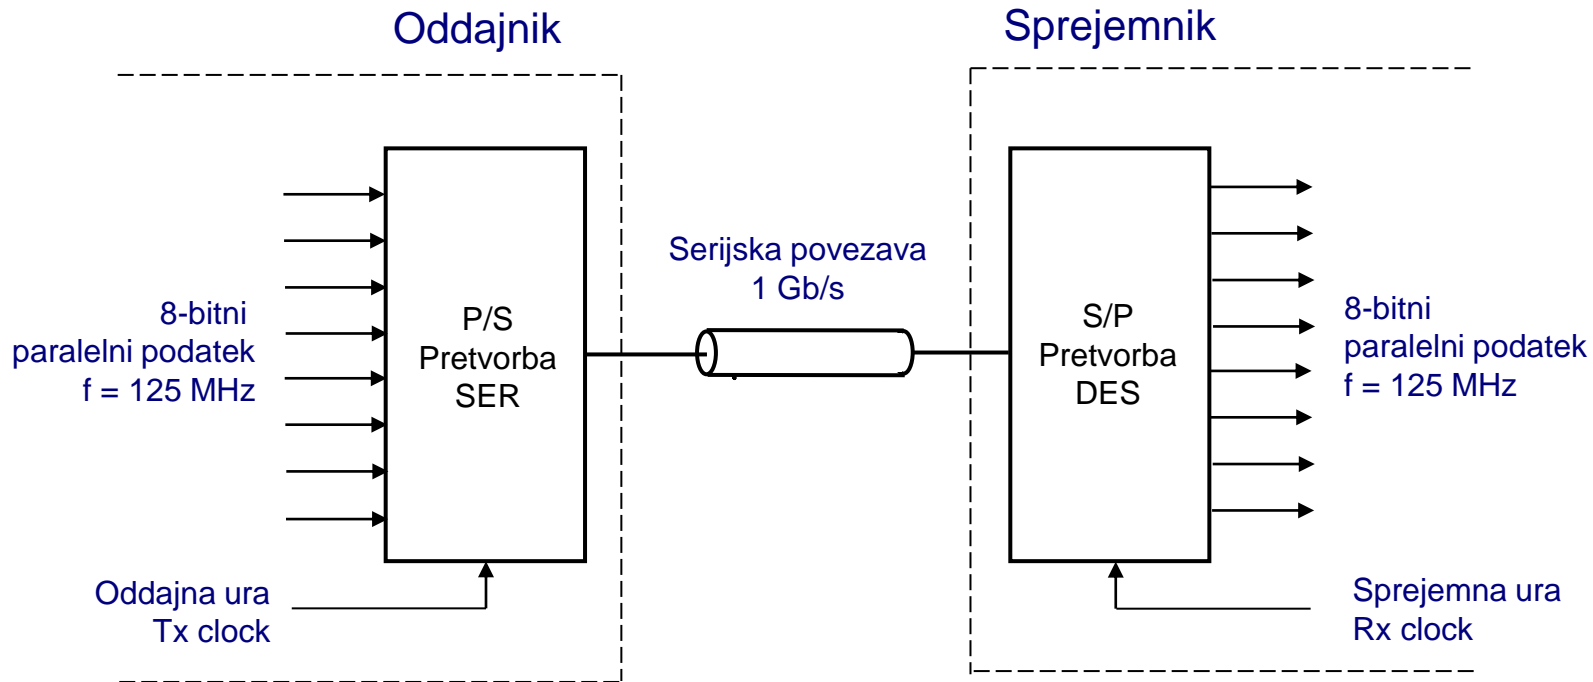 Oddajnik
Sprejemnik
8-bitni
paralelni podatek
f = 125 MHz
P/S
Pretvorba
SER
Serijska povezava
1 Gb/s
S/P
Pretvorba
DES
8-bitni
paralelni podatek
f = 125 MHz
Oddajna ura
Tx clock
Sprejemna ura
Rx clock